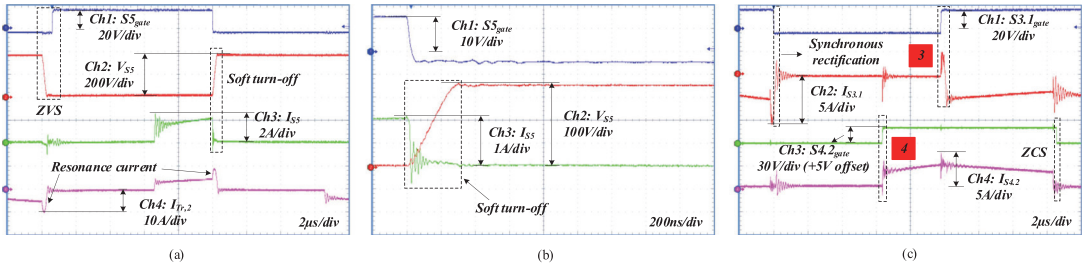 Ch1: S5gate
20V/div
Ch2: VS5
200V/div
Soft turn-off
ZVS
Ch3: IS5
2A/div
Resonance current
Ch4: ITr,2
10A/div
2μs/div
(a)
Ch1: S5gate
10V/div
Ch3: IS5
1A/div
Ch2: VS5
100V/div
Soft turn-off
200ns/div
(b)
Ch1: S3.1gate
20V/div
Synchronous
rectification
3
Ch2: IS3.1
5A/div
Ch3: S4.2gate
30V/div (+5V offset)
4
ZCS
Ch4: IS4.2
5A/div
2μs/div
(c)